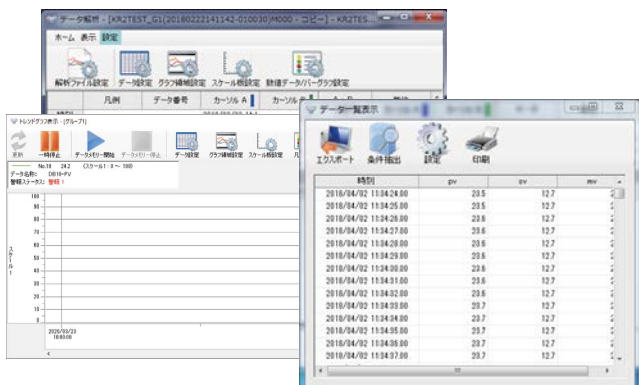 データ解析 - [KR2TEST_G1(20180222141142-010030)M000 - コピー] - KR2TES...
ホーム 表示 設定
解析ファイル設定 データ設定 グラフ領域設定 スケール板設定 数値データ/バーグラフ設定
凡例 データ番号 カーソル A カーソル B
トレンドグラフ表示 - [グループ1]
更新 一時停止 データメモリー開始 データメモリー停止 データ設定 グラフ領域設定 スケール板設定
No.18 24.2 (スケール1: 0 ～ 100)
データ名称: DB18-PV
警報ステータス: 警報 1
スケール1
100
90
80
70
60
50
40
30
20
10
0
2020/03/23
10:00:00
データ一覧表示
エクスポート 条件抽出 設定 印刷
時刻 pv sv mv
2018/04/02 11:34:24.00 23.5 12.7
2018/04/02 11:34:25.00 23.5 12.7
2018/04/02 11:34:26.00 23.6 12.7
2018/04/02 11:34:27.00 23.6 12.7
2018/04/02 11:34:28.00 23.6 12.7
2018/04/02 11:34:29.00 23.6 12.7
2018/04/02 11:34:30.00 23.6 12.7
2018/04/02 11:34:31.00 23.6 12.7
2018/04/02 11:34:32.00 23.6 12.7
2018/04/02 11:34:33.00 23.7 12.7
2018/04/02 11:34:34.00 23.7 12.7
2018/04/02 11:34:35.00 23.7 12.7
2018/04/02 11:34:36.00 23.7 12.7
2018/04/02 11:34:37.00 23.7 12.7